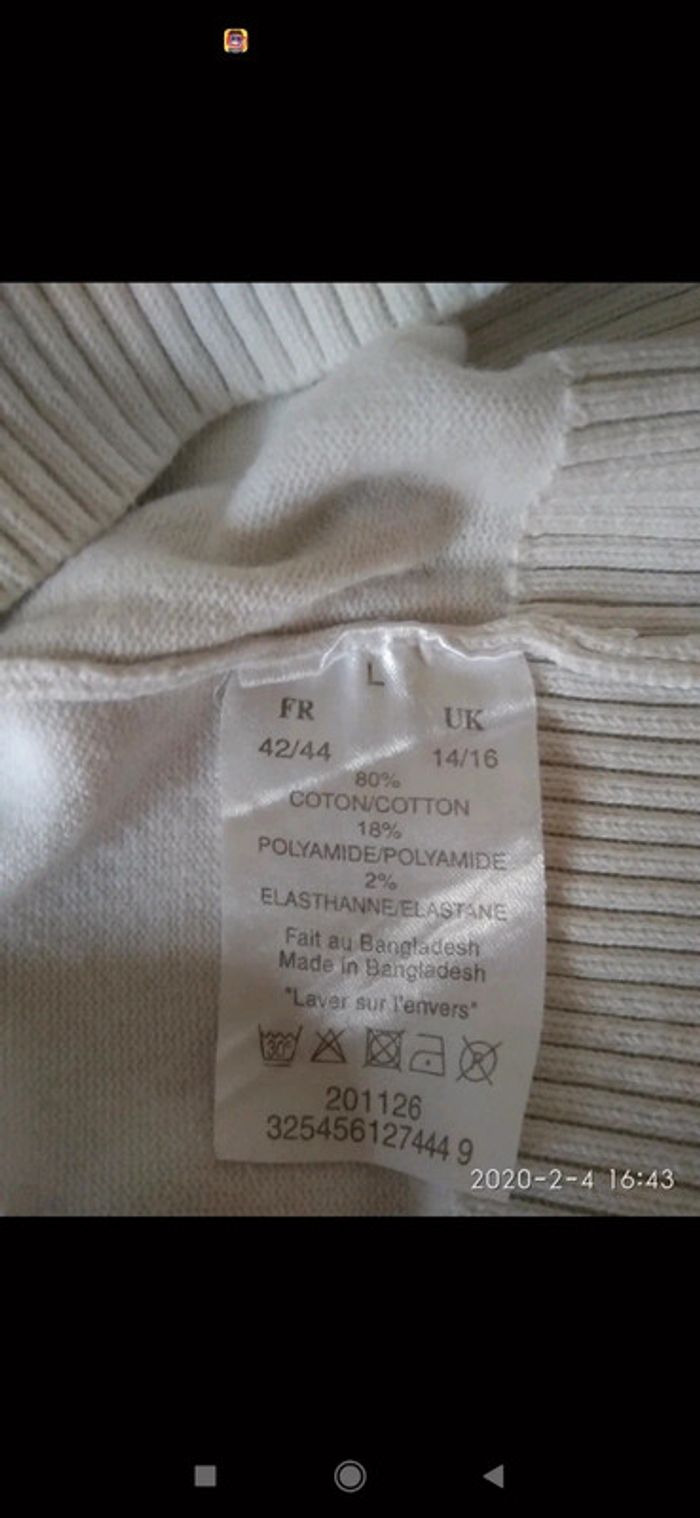 L
FR UK
42/44 14/16
80%
COTON/COTTON
18%
POLYAMIDE/POLYAMIDE
2%
ELASTHANNE/ELASTANE
Fait au Bangladesh
Made in Bangladesh
"Laver sur l'envers"
30°
P
201126
325456127444 9
2020-2-4 16:43